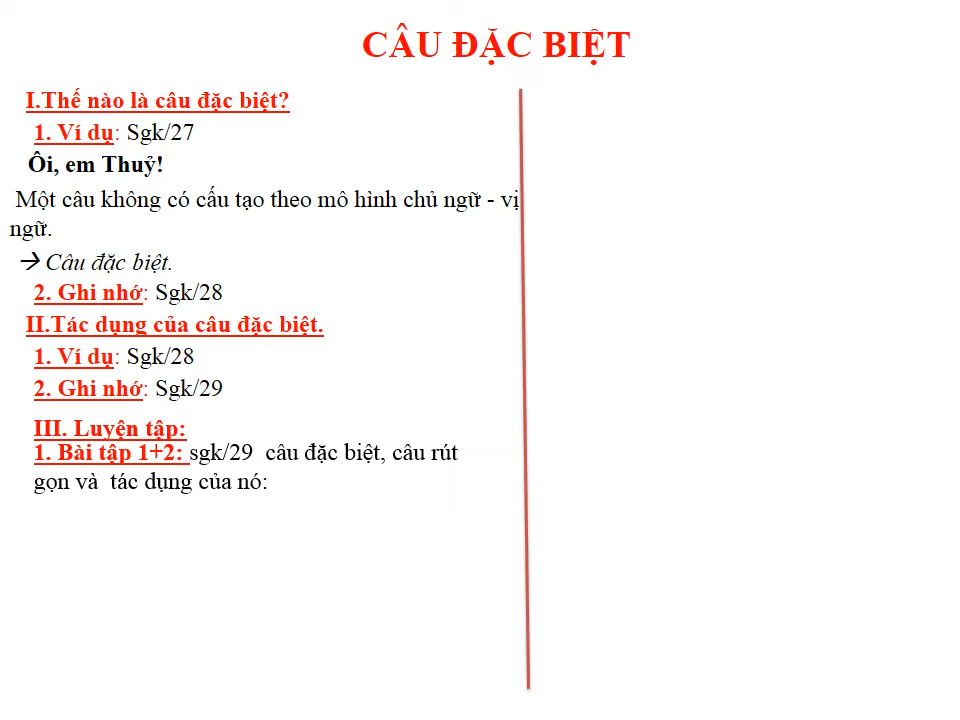 CÂU ĐẶC BIỆT
I.Thế nào là câu đặc biệt?
1. Ví dụ: Sgk/27
Ôi, em Thuỷ!
Một câu không có cấu tạo theo mô hình chủ ngữ - vị
ngữ.
→ Câu đặc biệt.
2. Ghi nhớ: Sgk/28
II.Tác dụng của câu đặc biệt.
1. Ví dụ: Sgk/28
2. Ghi nhớ: Sgk/29
III. Luyện tập:
1. Bài tập 1+2: sgk/29 câu đặc biệt, câu rút
gọn và tác dụng của nó: